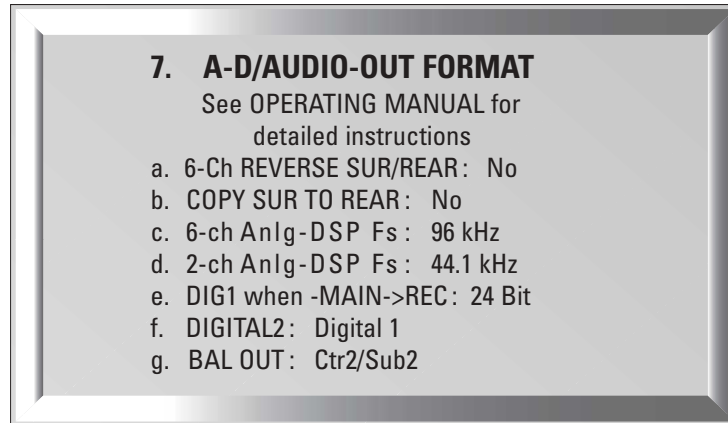 7. A-D/AUDIO-OUT FORMAT
See OPERATING MANUAL for
detailed instructions
a. 6-Ch REVERSE SUR/REAR: No
b. COPY SUR TO REAR: No
c. 6-ch Anlg-DSP Fs: 96 kHz
d. 2-ch Anlg-DSP Fs: 44.1 kHz
e. DIG1 when -MAIN->REC: 24 Bit
f. DIGITAL2: Digital 1
g. BAL OUT: Ctr2/Sub2